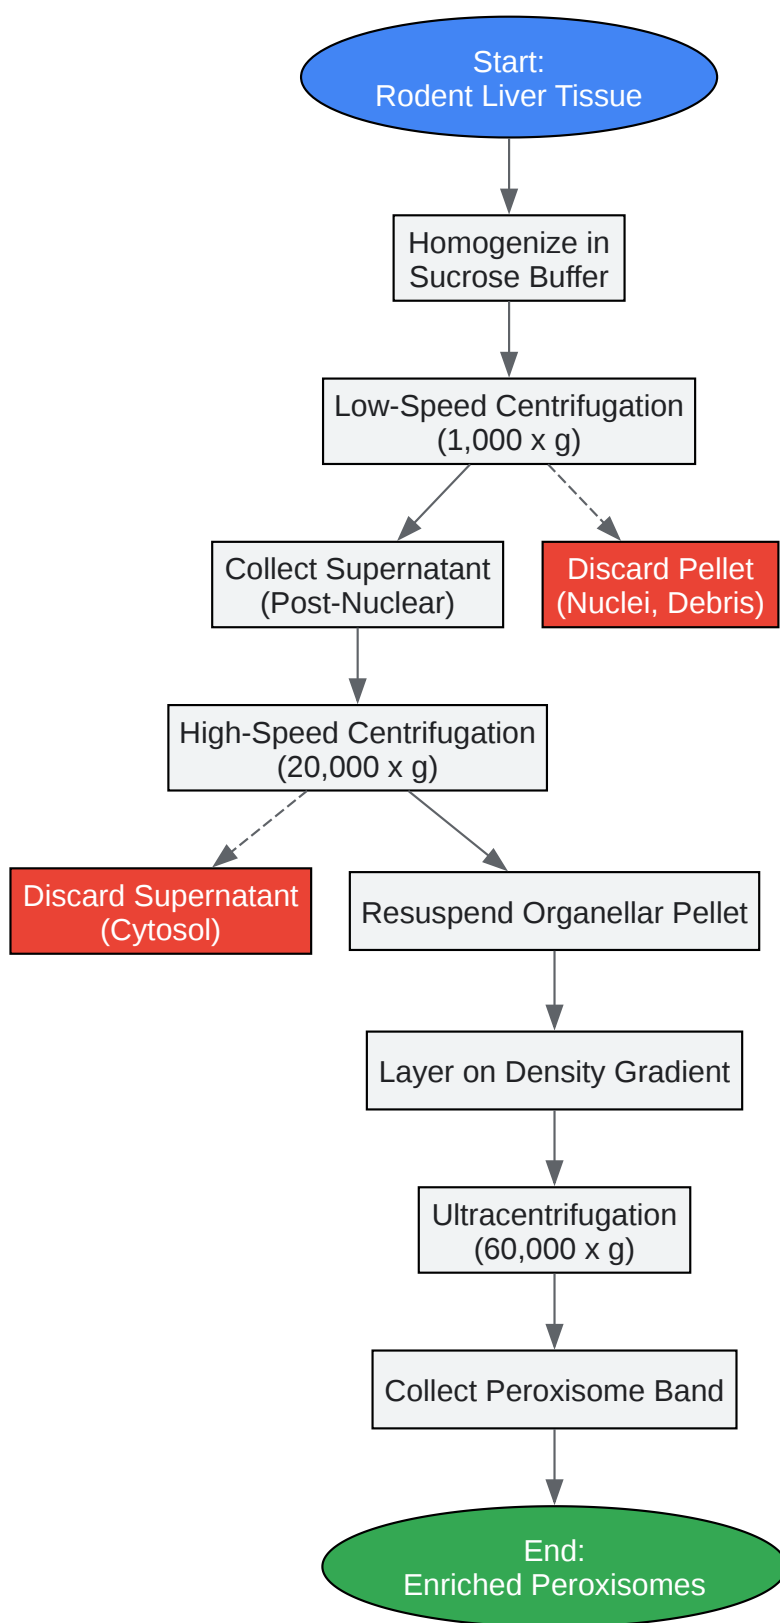 Start:
Rodent Liver Tissue
Homogenize in
Sucrose Buffer
Low-Speed Centrifugation
(1,000 x g)
Collect Supernatant
(Post-Nuclear)
Discard Pellet
(Nuclei, Debris)
High-Speed Centrifugation
(20,000 x g)
Discard Supernatant
(Cytosol)
Resuspend Organellar Pellet
Layer on Density Gradient
Ultracentrifugation
(60,000 x g)
Collect Peroxisome Band
End:
Enriched Peroxisomes